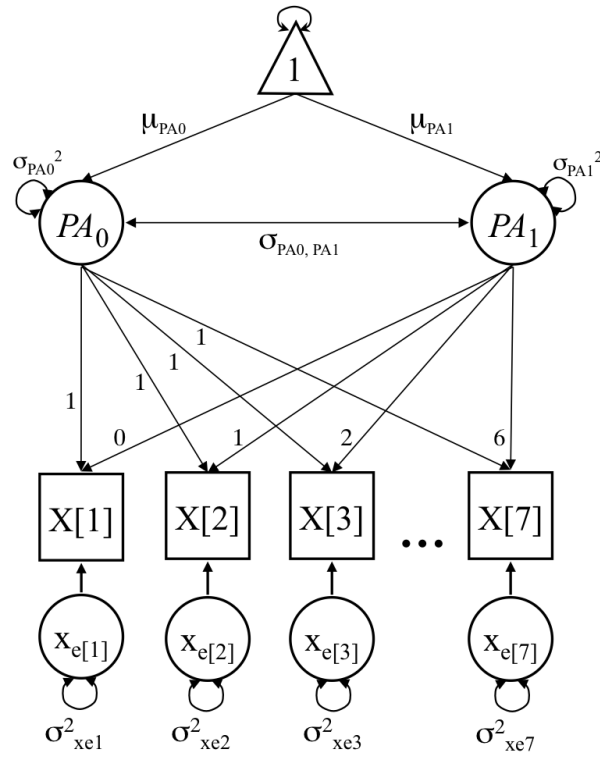 1
μPA0 μPA1
σPA0² σPA1²
PA0 PA1
σPA0, PA1
1
1
1
1
0
1
2
6
X[1] X[2] X[3] ... X[7]
xe[1] xe[2] xe[3] xe[7]
σ²xe1 σ²xe2 σ²xe3 σ²xe7